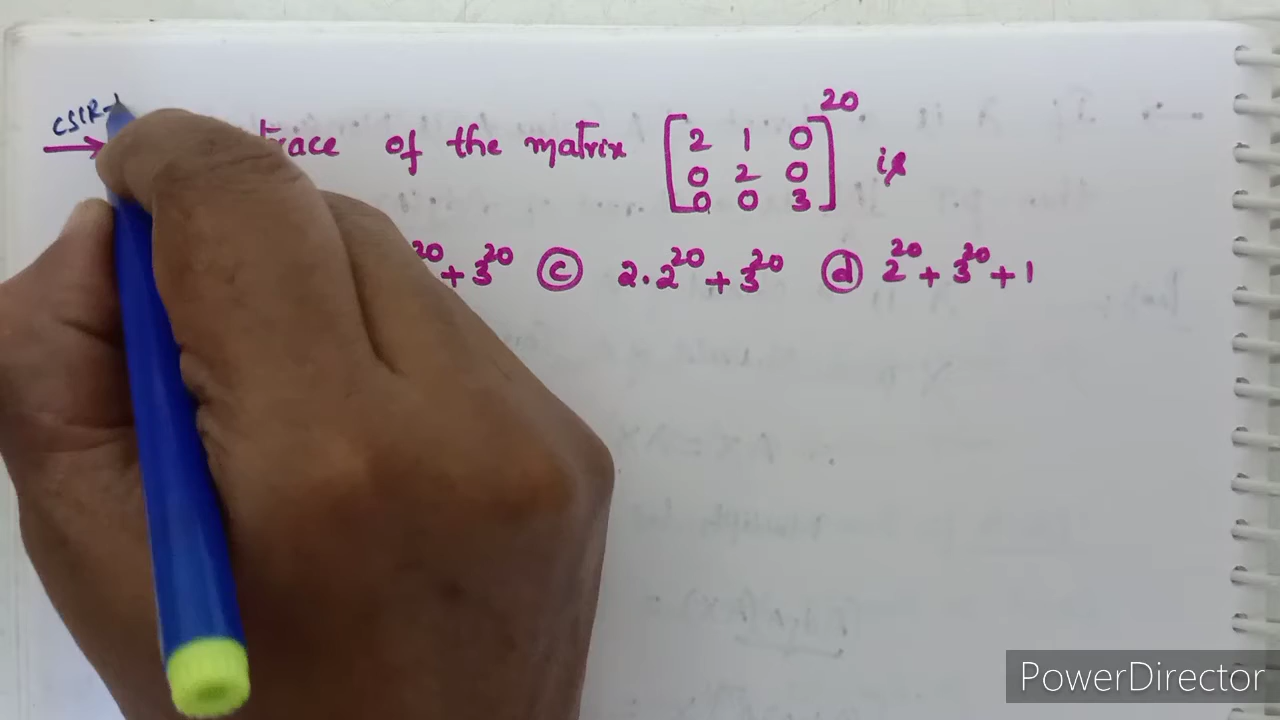 CSIR-
trace of the matrix [2 1 0 0 2 0 0 0 3]^20 is
20 + 3^20 ⓒ 2.2^20 + 3^20 ⓓ 2^20 + 3^20 + 1
PowerDirector